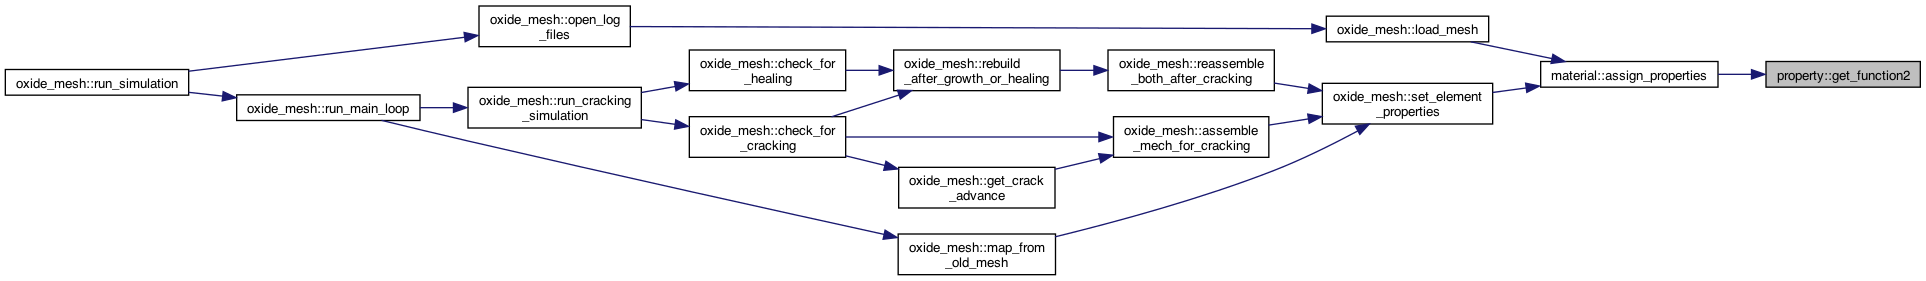 oxide_mesh::run_simulation
oxide_mesh::open_log
_files
oxide_mesh::run_main_loop
oxide_mesh::run_cracking
_simulation
oxide_mesh::check_for
_healing
oxide_mesh::check_for
_cracking
oxide_mesh::rebuild
_after_growth_or_healing
oxide_mesh::get_crack
_advance
oxide_mesh::map_from
_old_mesh
oxide_mesh::reassemble
_both_after_cracking
oxide_mesh::assemble
_mech_for_cracking
oxide_mesh::load_mesh
oxide_mesh::set_element
_properties
material::assign_properties
property::get_function2